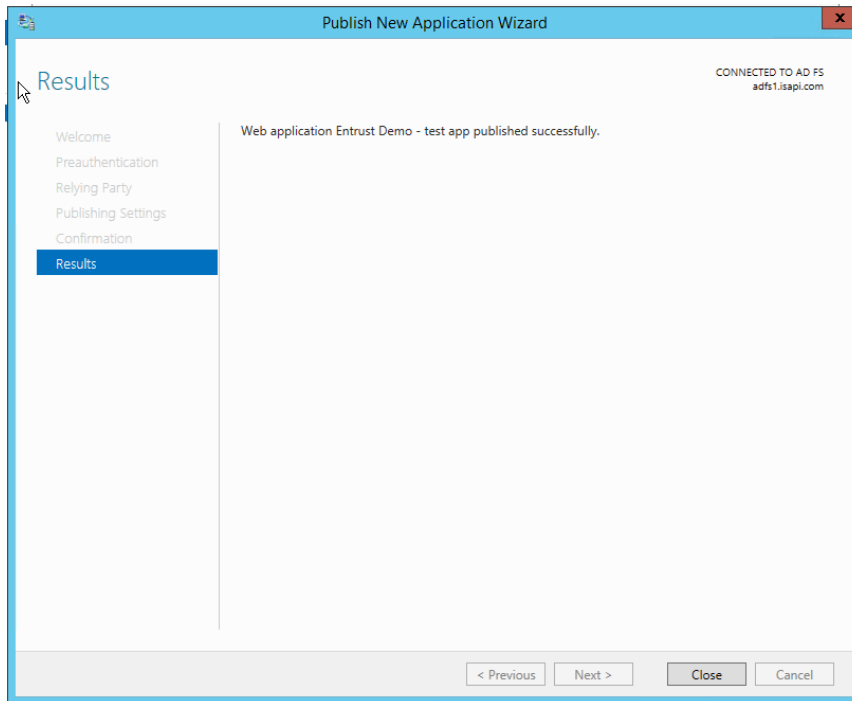 Publish New Application Wizard
x
Results
CONNECTED TO AD FS
adfs1.isapi.com
Welcome
Preauthentication
Relying Party
Publishing Settings
Confirmation
Results
Web application Entrust Demo - test app published successfully.
< Previous
Next >
Close
Cancel